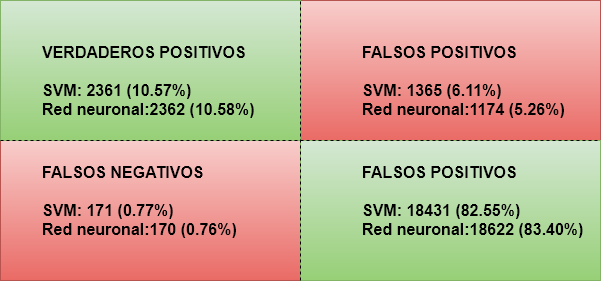 VERDADEROS POSITIVOS
SVM: 2361 (10.57%)
Red neuronal:2362 (10.58%)
FALSOS POSITIVOS
SVM: 1365 (6.11%)
Red neuronal:1174 (5.26%)
FALSOS NEGATIVOS
SVM: 171 (0.77%)
Red neuronal:170 (0.76%)
FALSOS POSITIVOS
SVM: 18431 (82.55%)
Red neuronal:18622 (83.40%)